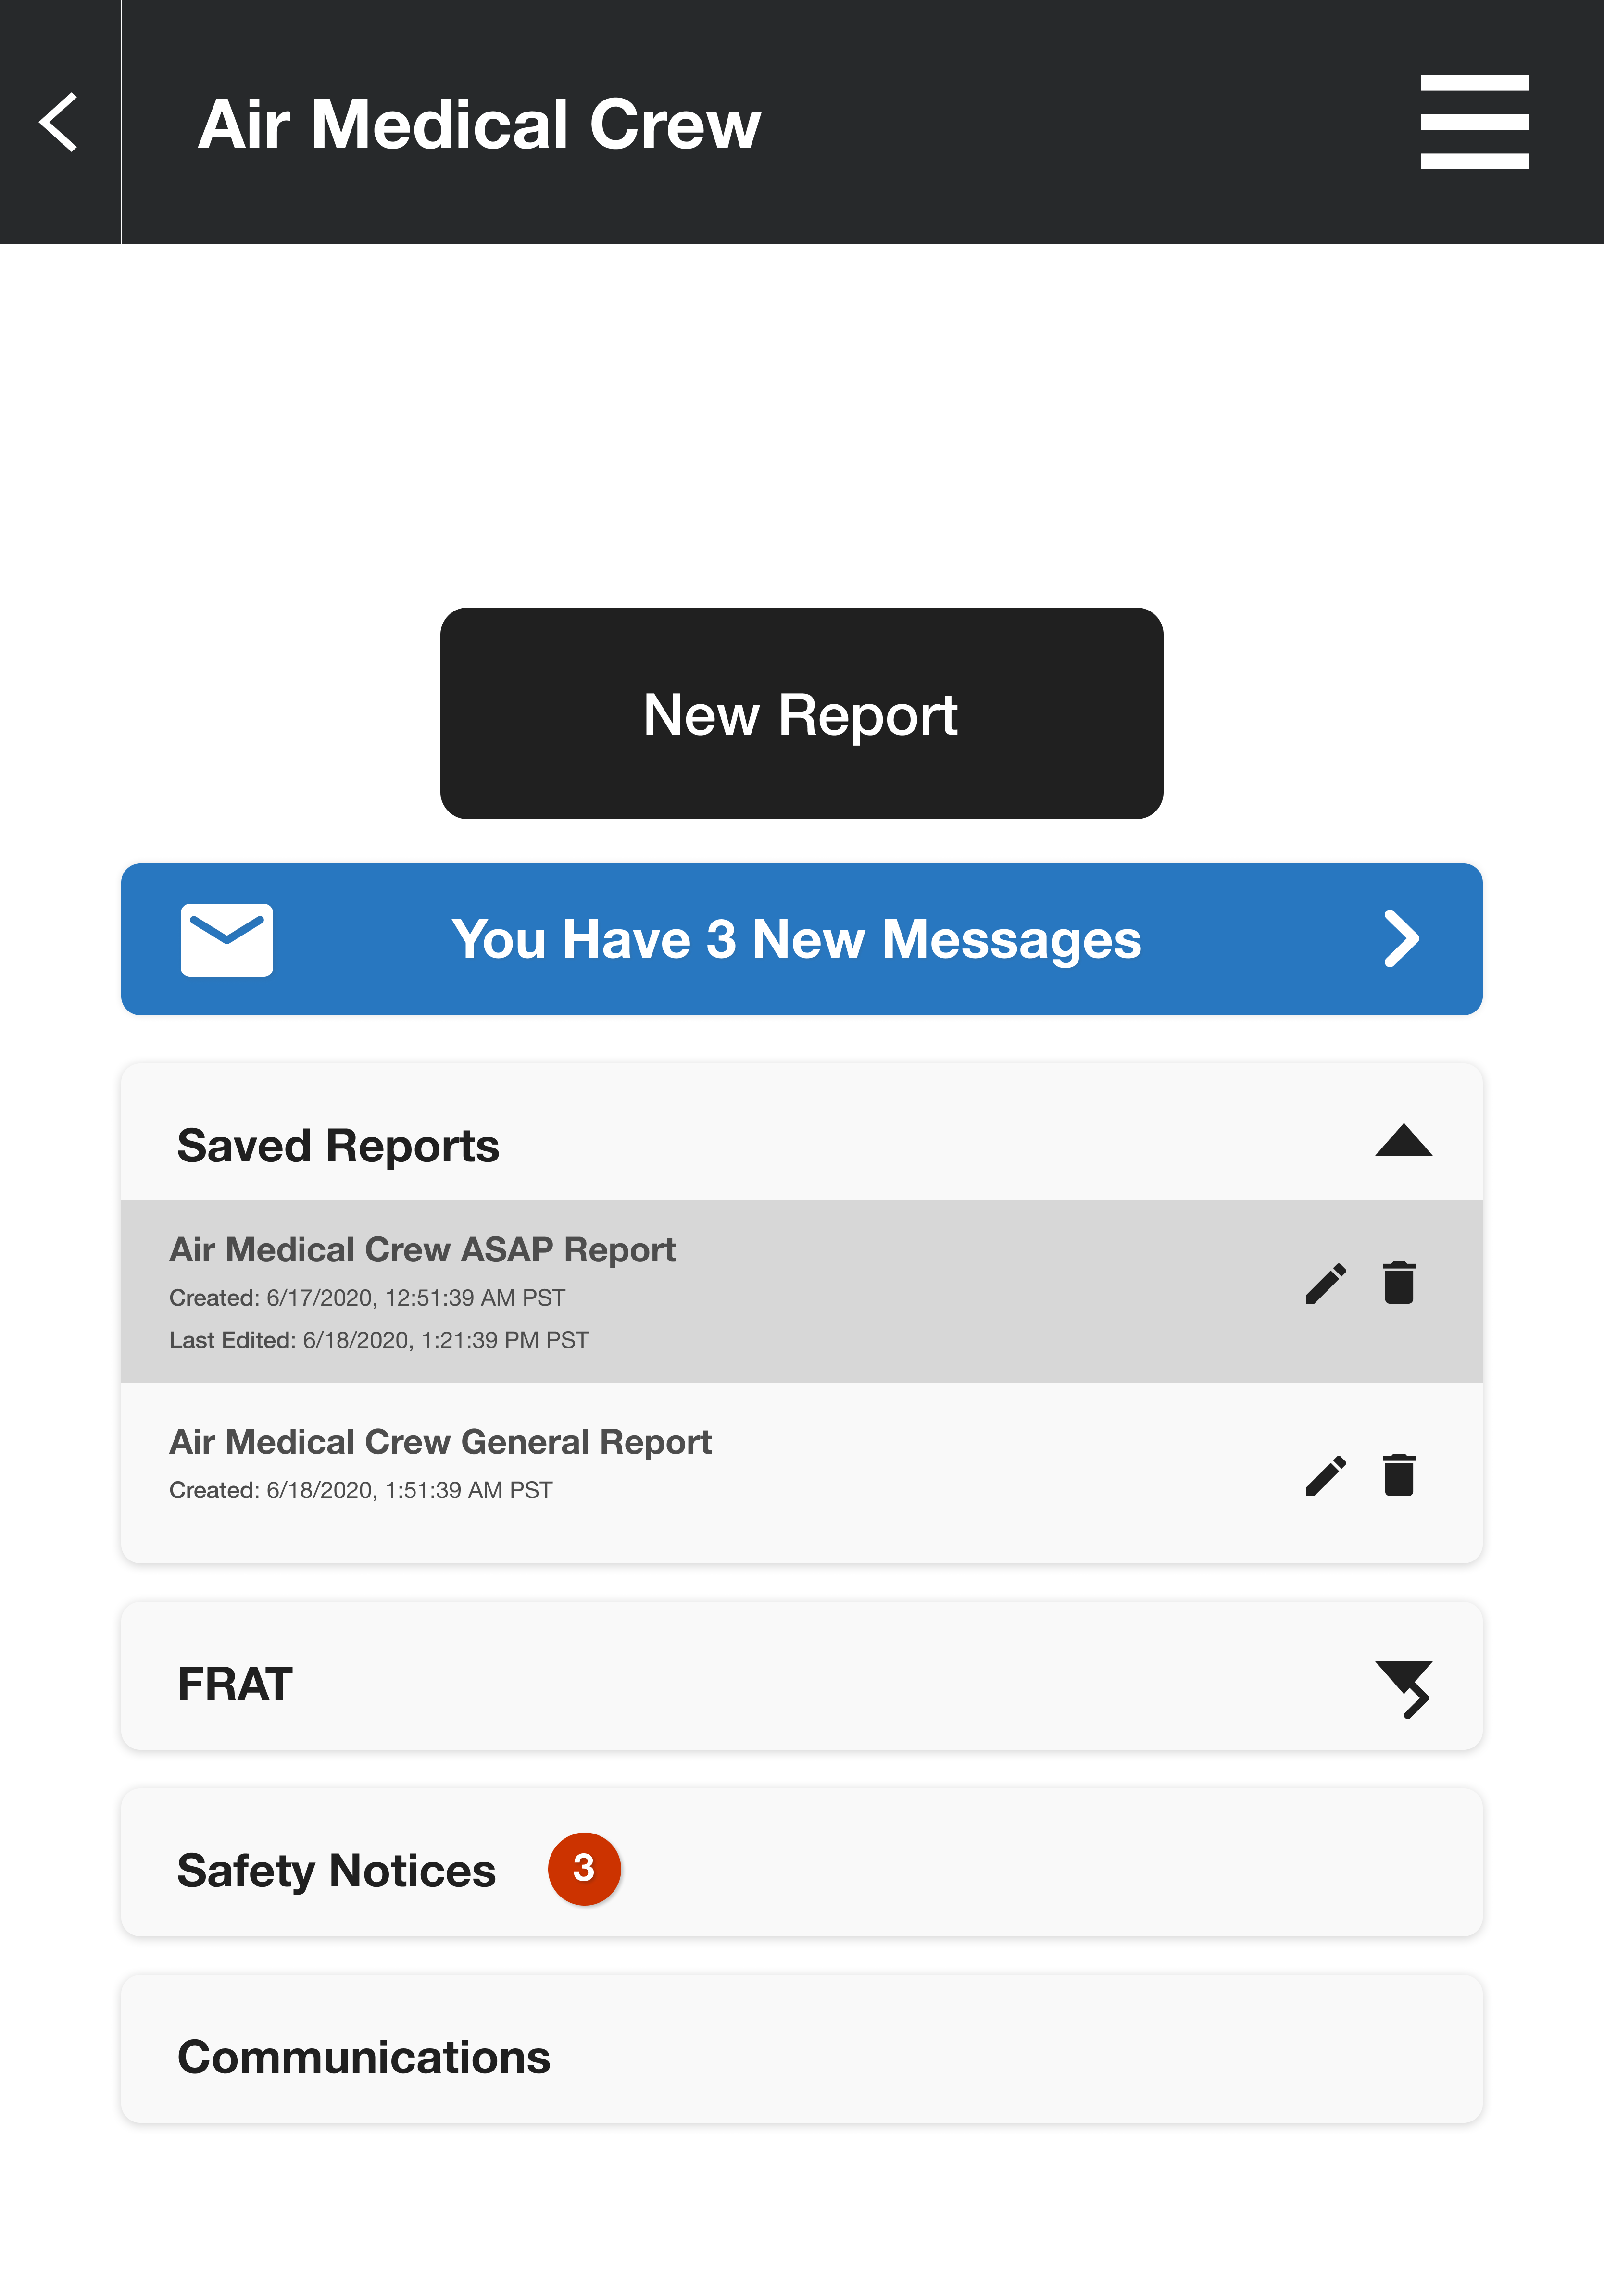 Air Medical Crew
New Report
You Have 3 New Messages
Saved Reports
Air Medical Crew ASAP Report
Created: 6/17/2020, 12:51:39 AM PST
Last Edited: 6/18/2020, 1:21:39 PM PST
Air Medical Crew General Report
Created: 6/18/2020, 1:51:39 AM PST
FRAT
Safety Notices 3
Communications